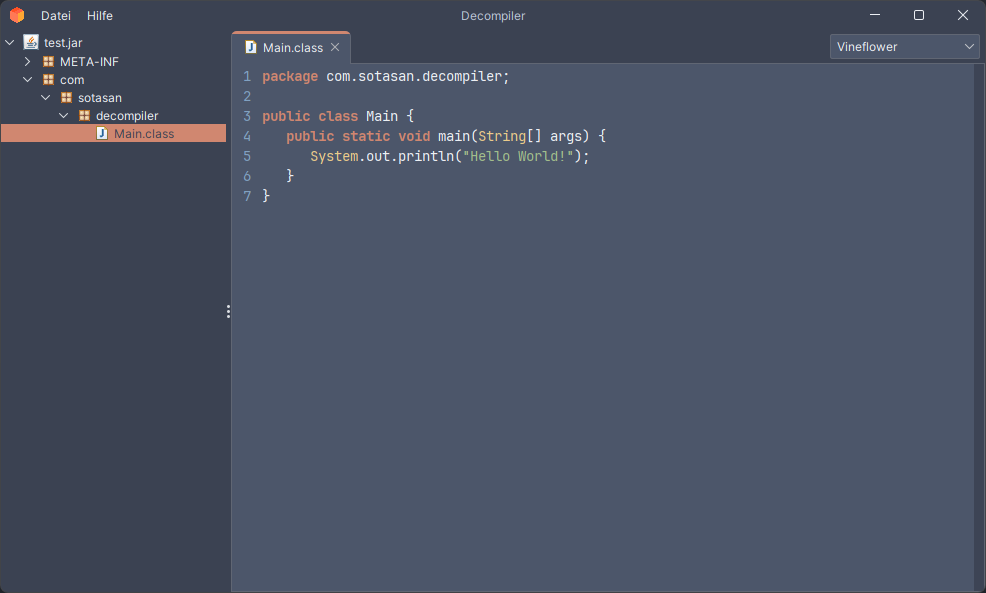 Datei Hilfe Decompiler
test.jar
META-INF
com
sotasan
decompiler
Main.class
Main.class
Vineflower
1 package com.sotasan.decompiler;
2
3 public class Main {
4    public static void main(String[] args) {
5       System.out.println("Hello World!");
6    }
7 }